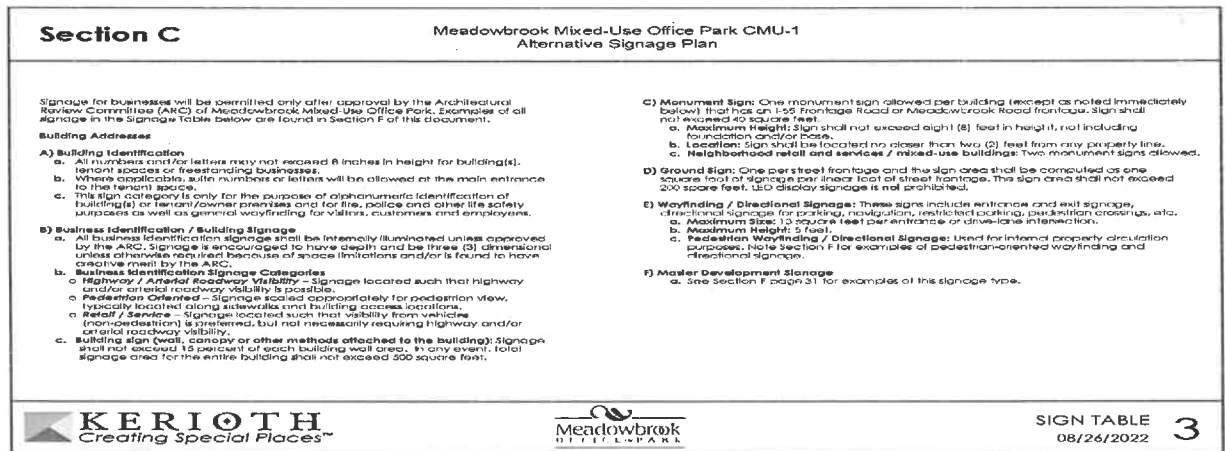 Section C
Meadowbrook Mixed-Use Office Park CMU-1
Alternative Signage Plan
Signage for businesses will be permitted only after approval by the Architectural
Review Committee (ARC) of Meadowbrook Mixed-Use Office Park. Examples of all
signage in the Signage Table below are found in Section F of this document.
Building Addresses
A) Building Identification
a. All numbers and/or letters may not exceed 8 inches in height for building(s),
tenant spaces or freestanding businesses.
b. Where applicable, suite numbers or letters will be allowed at the main entrance
to the tenant space.
c. This sign category is only for the purpose of alphanumeric identification of
building(s) or tenant/owner premises and for fire, police and other life safety
purposes as well as general wayfinding for visitors, customers and employees.
B) Business Identification / Building Signage
a. All business identification signage shall be internally illuminated unless approved
by the ARC. Signage is encouraged to have depth and be three (3) dimensional
unless otherwise required because of space limitations and/or is found to have
creative merit by the ARC.
b. Business Identification Signage Categories
o Highway / Arterial Roadway Visibility – Signage located such that highway
and/or arterial roadway visibility is possible.
o Pedestrian Oriented – Signage scaled appropriately for pedestrian view,
typically located along sidewalks and building access locations.
o Retail / Service – Signage located such that visibility from vehicles
(non-pedestrian) is preferred, but not necessarily requiring highway and/or
arterial roadway visibility.
c. Building sign (wall, canopy or other methods attached to the building): Signage
shall not exceed 15 percent of each building wall area. In any event, total
signage area for the entire building shall not exceed 500 square feet.
C) Monument Sign: One monument sign allowed per building (except as noted immediately
below) that has an I-55 Frontage Road or Meadowbrook Road frontage. Sign shall
not exceed 40 square feet.
a. Maximum Height: Sign shall not exceed eight (8) feet in height, not including
foundation and/or base.
b. Location: Sign shall be located no closer than two (2) feet from any property line.
c. Neighborhood retail and services / mixed-use buildings: Two monument signs allowed.
D) Ground Sign: One per street frontage and the sign area shall be computed as one
square foot of signage per linear foot of street frontage. The sign area shall not exceed
200 spare feet. LED display signage is not prohibited.
E) Wayfinding / Directional Signage: These signs include entrance and exit signage,
directional signage for parking, navigation, restricted parking, pedestrian crossings, etc.
a. Maximum Size: 13 square feet per entrance or drive-lane intersection.
b. Maximum Height: 5 feet.
c. Pedestrian Wayfinding / Directional Signage: Used for internal property circulation
purposes. Note Section F for examples of pedestrian-oriented wayfinding and
directional signage.
F) Master Development Signage
a. See Section F page 31 for examples of this signage type.
KERIOTH
Creating Special Places™
Meadowbrook
OFFICE PARK
SIGN TABLE
08/26/2022
3